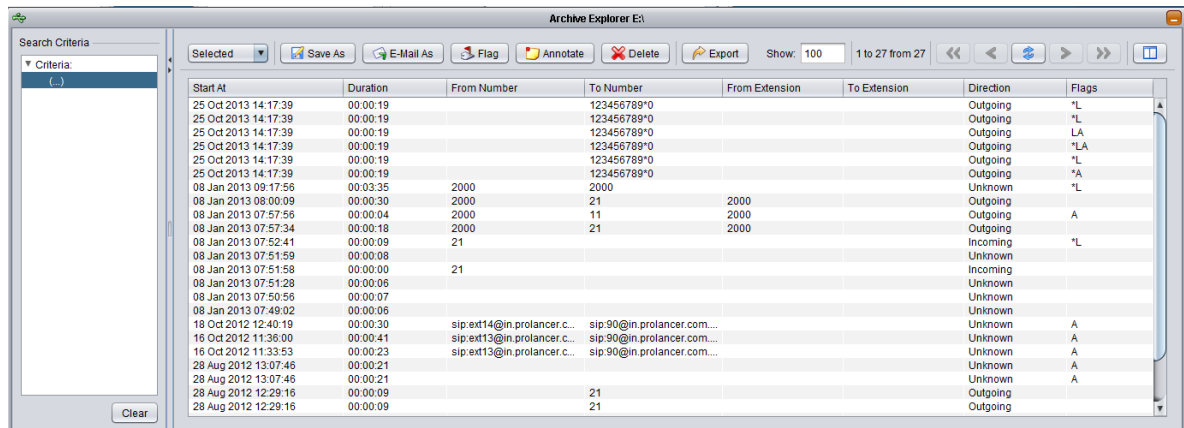 Archive Explorer E:\
Search Criteria
Selected Save As E-Mail As Flag Annotate Delete Export Show: 100 1 to 27 from 27
Criteria:
(...)
Start At Duration From Number To Number From Extension To Extension Direction Flags
25 Oct 2013 14:17:39 00:00:19 123456789*0 Outgoing *L
25 Oct 2013 14:17:39 00:00:19 123456789*0 Outgoing *L
25 Oct 2013 14:17:39 00:00:19 123456789*0 Outgoing LA
25 Oct 2013 14:17:39 00:00:19 123456789*0 Outgoing *LA
25 Oct 2013 14:17:39 00:00:19 123456789*0 Outgoing *L
25 Oct 2013 14:17:39 00:00:19 123456789*0 Outgoing *A
08 Jan 2013 09:17:56 00:03:35 2000 2000 Unknown *L
08 Jan 2013 08:00:09 00:00:30 2000 21 2000 Outgoing
08 Jan 2013 07:57:56 00:00:04 2000 11 2000 Outgoing A
08 Jan 2013 07:57:34 00:00:18 2000 21 2000 Outgoing
08 Jan 2013 07:52:41 00:00:09 21 Incoming *L
08 Jan 2013 07:51:59 00:00:08 Unknown
08 Jan 2013 07:51:58 00:00:00 21 Incoming
08 Jan 2013 07:51:28 00:00:06 Unknown
08 Jan 2013 07:50:56 00:00:07 Unknown
08 Jan 2013 07:49:02 00:00:06 Unknown
18 Oct 2012 12:40:19 00:00:30 sip:ext14@in.prolancer.c... sip:90@in.prolancer.com.... Unknown A
16 Oct 2012 11:36:00 00:00:41 sip:ext13@in.prolancer.c... sip:90@in.prolancer.com.... Unknown A
16 Oct 2012 11:33:53 00:00:23 sip:ext13@in.prolancer.c... sip:90@in.prolancer.com.... Unknown A
28 Aug 2012 13:07:46 00:00:21 Unknown A
28 Aug 2012 13:07:46 00:00:21 Unknown A
28 Aug 2012 12:29:16 00:00:09 21 Outgoing
28 Aug 2012 12:29:16 00:00:09 21 Outgoing
Clear